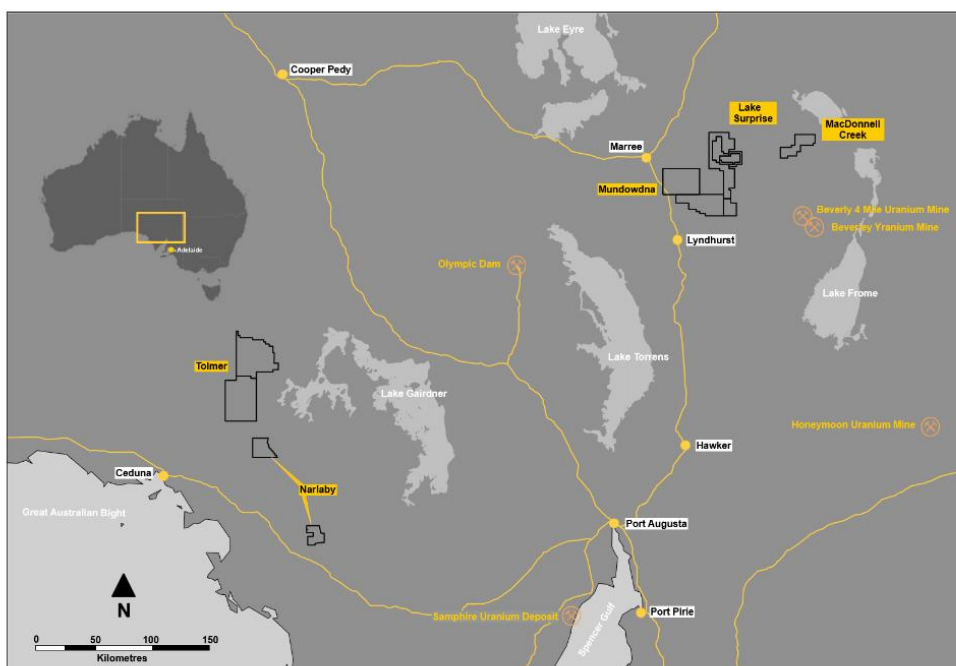 Lake Eyre
Cooper Pedy
Lake
Surprise
MacDonnell
Creek
Marree
Mundowdna
Beverly 4 Mile Uranium Mine
Beverley Yranium Mine
Lyndhurst
Adelaide
Olympic Dam
Lake Frome
Lake Torrens
Tolmer
Lake Gairdner
Honeymoon Uranium Mine
Hawker
Ceduna
Narlaby
Great Australian Bight
Port Augusta
N
Samphire Uranium Deposit
Port Pirie
Spencer Gulf
0 50 100 150
Kilometres